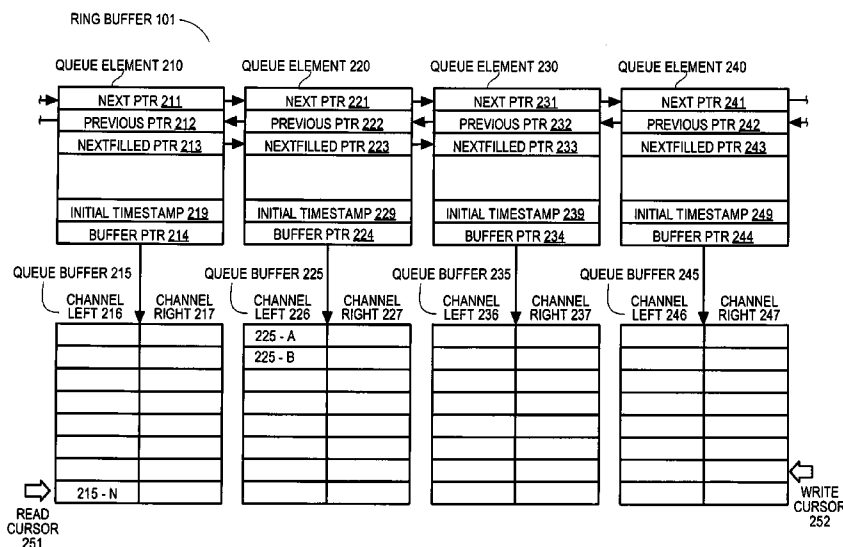 RING BUFFER 101
QUEUE ELEMENT 210 QUEUE ELEMENT 220 QUEUE ELEMENT 230 QUEUE ELEMENT 240
NEXT PTR 211 NEXT PTR 221 NEXT PTR 231 NEXT PTR 241
PREVIOUS PTR 212 PREVIOUS PTR 222 PREVIOUS PTR 232 PREVIOUS PTR 242
NEXTFILLED PTR 213 NEXTFILLED PTR 223 NEXTFILLED PTR 233 NEXTFILLED PTR 243
INITIAL TIMESTAMP 219 INITIAL TIMESTAMP 229 INITIAL TIMESTAMP 239 INITIAL TIMESTAMP 249
BUFFER PTR 214 BUFFER PTR 224 BUFFER PTR 234 BUFFER PTR 244
QUEUE BUFFER 215 QUEUE BUFFER 225 QUEUE BUFFER 235 QUEUE BUFFER 245
CHANNEL CHANNEL CHANNEL CHANNEL CHANNEL CHANNEL CHANNEL CHANNEL
LEFT 216 RIGHT 217 LEFT 226 RIGHT 227 LEFT 236 RIGHT 237 LEFT 246 RIGHT 247
225 - A
225 - B
215 - N
READ
CURSOR
251
WRITE
CURSOR
252